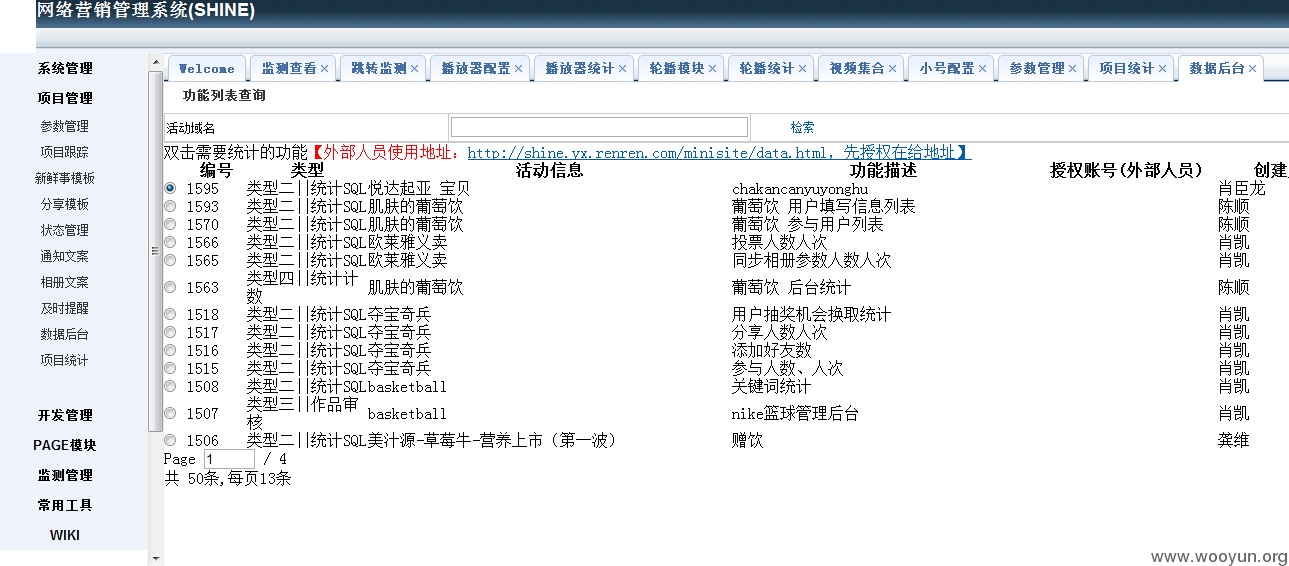 网络营销管理系统(SHINE)
系统管理
项目管理
参数管理
项目跟踪
新鲜事模板
分享模板
状态管理
通知文案
相册文案
及时提醒
数据后台
项目统计
开发管理
PAGE模块
监测管理
常用工具
WIKI
Welcome 监测查看 跳转监测 播放器配置 播放器统计 轮播模块 轮播统计 视频集合 小号配置 参数管理 项目统计 数据后台
功能列表查询
活动域名 检索
双击需要统计的功能【外部人员使用地址：http://shine.yx.renren.com/minisite/data.html，先授权在给地址】
编号 类型 活动信息 功能描述 授权账号(外部人员) 创建
1595 类型二||统计SQL 悦达起亚 宝贝 chakancanyuyonghu 肖臣龙
1593 类型二||统计SQL 肌肤的葡萄饮 葡萄饮 用户填写信息列表 陈顺
1570 类型二||统计SQL 肌肤的葡萄饮 葡萄饮 参与用户列表 陈顺
1566 类型二||统计SQL 欧莱雅义卖 投票人数人次 肖凯
1565 类型二||统计SQL 欧莱雅义卖 同步相册参数人数人次 肖凯
1563 类型四||统计计数 肌肤的葡萄饮 葡萄饮 后台统计 陈顺
1518 类型二||统计SQL 夺宝奇兵 用户抽奖机会换取统计 肖凯
1517 类型二||统计SQL 夺宝奇兵 分享人数人次 肖凯
1516 类型二||统计SQL 夺宝奇兵 添加好友数 肖凯
1515 类型二||统计SQL 夺宝奇兵 参与人数、人次 肖凯
1508 类型二||统计SQL basketball 关键词统计 肖凯
1507 类型三||作品审核 basketball nike篮球管理后台 肖凯
1506 类型二||统计SQL 美汁源-草莓牛-营养上市（第一波） 赠饮 龚维
Page 1 / 4
共 50条,每页13条
www.wooyun.org